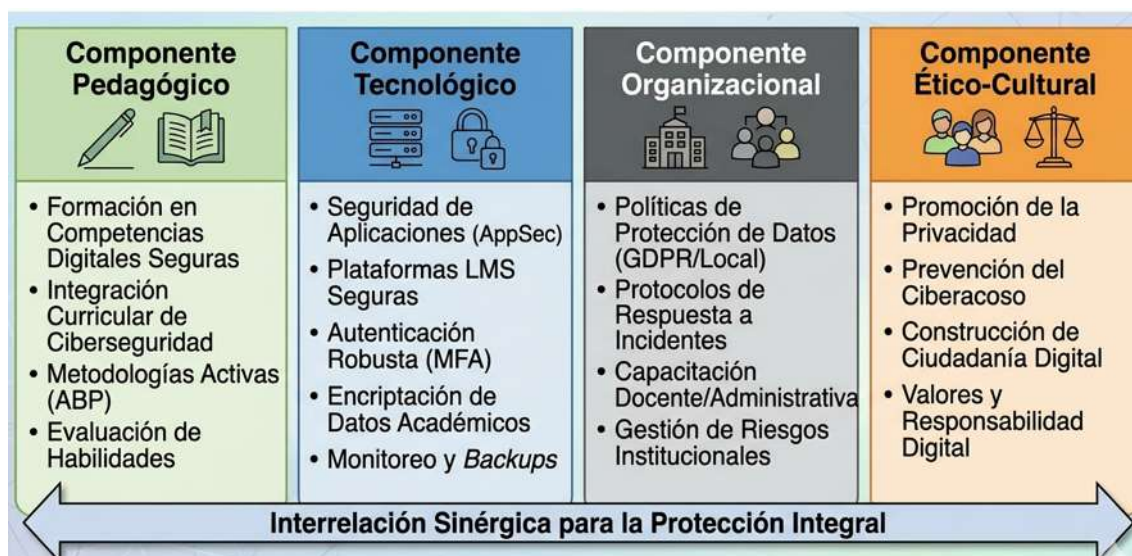 Componente
Pedagógico
• Formación en
Competencias
Digitales Seguras
• Integración
Curricular de
Ciberseguridad
• Metodologías Activas
(ABP)
• Evaluación de
Habilidades
Componente
Tecnológico
• Seguridad de
Aplicaciones (AppSec)
• Plataformas LMS
Seguras
• Autenticación
Robusta (MFA)
• Encriptación de
Datos Académicos
• Monitoreo y Backups
Componente
Organizacional
• Políticas de
Protección de Datos
(GDPR/Local)
• Protocolos de
Respuesta a
Incidentes
• Capacitación
Docente/Administrativa
• Gestión de Riesgos
Institucionales
Componente
Ético-Cultural
• Promoción de la
Privacidad
• Prevención del
Ciberacoso
• Construcción de
Ciudadanía Digital
• Valores y
Responsabilidad
Digital
Interrelación Sinérgica para la Protección Integral